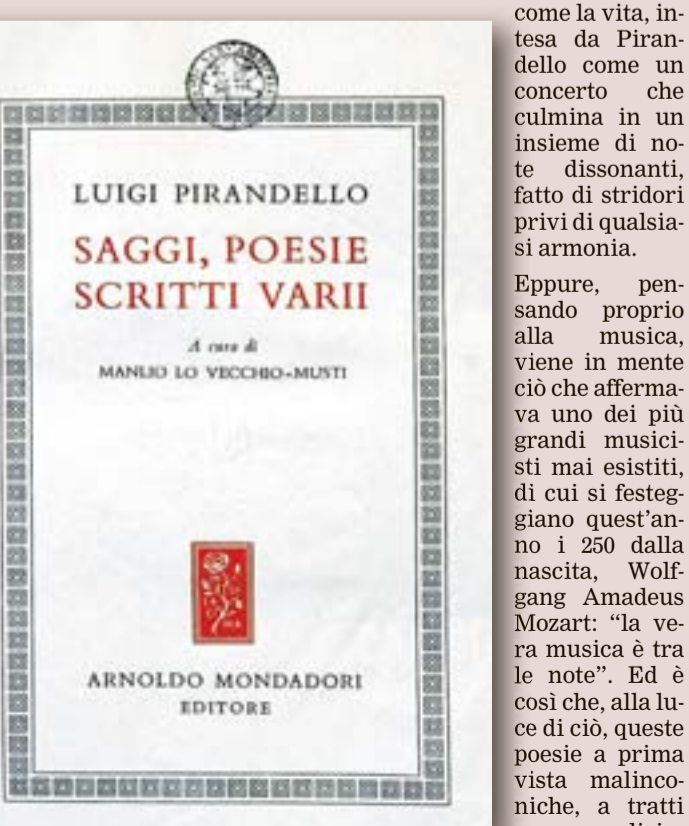 LUIGI PIRANDELLO
SAGGI, POESIE
SCRITTI VARII
A cura di
MANLIO LO VECCHIO-MUSTI
ARNOLDO MONDADORI
EDITORE
come la vita, in-
tesa da Piran-
dello come un
concerto che
culmina in un
insieme di no-
te dissonanti,
fatto di stridori
privi di qualsia-
si armonia.
Eppure, pen-
sando proprio
alla musica,
viene in mente
ciò che afferma-
va uno dei più
grandi musici-
sti mai esistiti,
di cui si festeg-
giano quest'an-
no i 250 dalla
nascita, Wolf-
gang Amadeus
Mozart: “la ve-
ra musica è tra
le note”. Ed è
così che, alla lu-
ce di ciò, queste
poesie a prima
vista malinco-
niche, a tratti